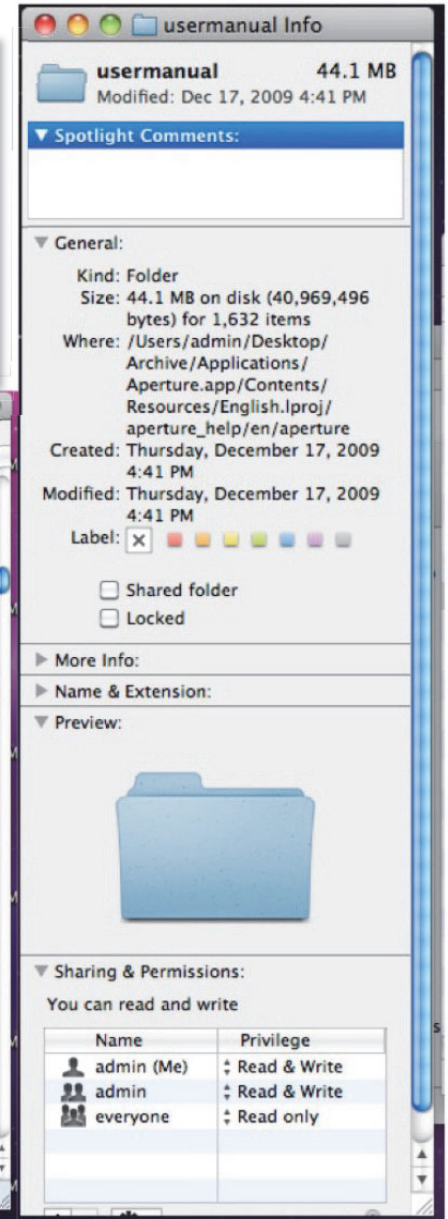 usermanual Info
usermanual 44.1 MB
Modified: Dec 17, 2009 4:41 PM
Spotlight Comments:
General:
Kind: Folder
Size: 44.1 MB on disk (40,969,496
bytes) for 1,632 items
Where: /Users/admin/Desktop/
Archive/Applications/
Aperture.app/Contents/
Resources/English.lproj/
aperture_help/en/aperture
Created: Thursday, December 17, 2009
4:41 PM
Modified: Thursday, December 17, 2009
4:41 PM
Label:
Shared folder
Locked
More Info:
Name & Extension:
Preview:
Sharing & Permissions:
You can read and write
Name Privilege
admin (Me) Read & Write
admin Read & Write
everyone Read only